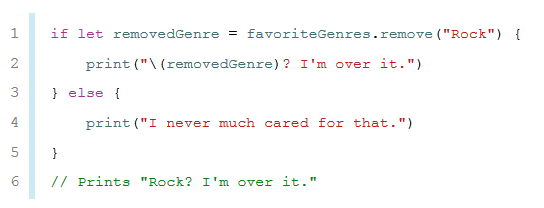 1 if let removedGenre = favoriteGenres.remove("Rock") {
2     print("\(removedGenre)? I'm over it.")
3 } else {
4     print("I never much cared for that.")
5 }
6 // Prints "Rock? I'm over it."